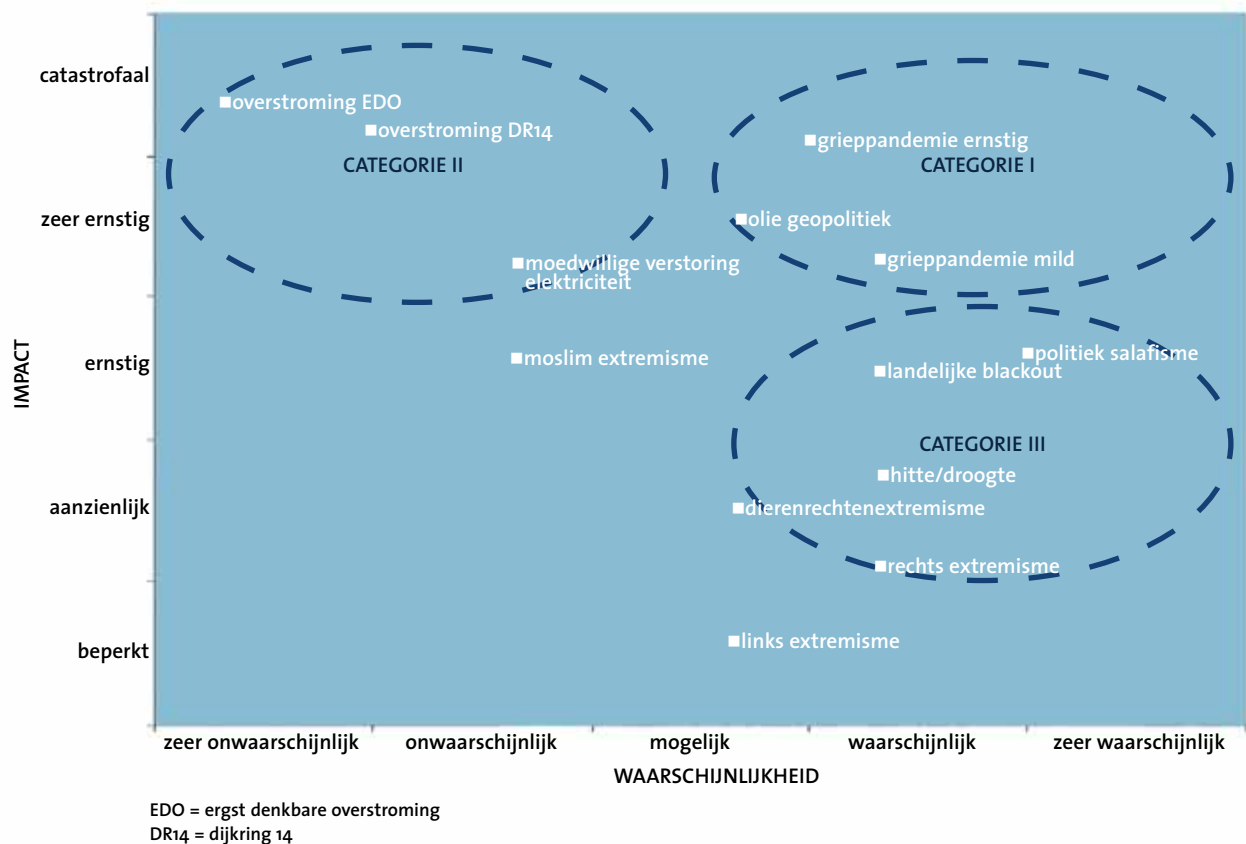 catastrofaal
overstroming EDO
overstroming DR14
grieppandemie ernstig
CATEGORIE II
CATEGORIE I
zeer ernstig
olie geopolitiek
moedwillige verstoring
elektriciteit
grieppandemie mild
IMPACT
ernstig
moslim extremisme
politiek salafisme
landelijke blackout
CATEGORIE III
hitte/droogte
aanzienlijk
dierenrechtenextremisme
rechts extremisme
beperkt
links extremisme
zeer onwaarschijnlijk
onwaarschijnlijk
mogelijk
waarschijnlijk
zeer waarschijnlijk
WAARSCHIJNLIJKHEID
EDO = ergst denkbare overstroming
DR14 = dijkring 14